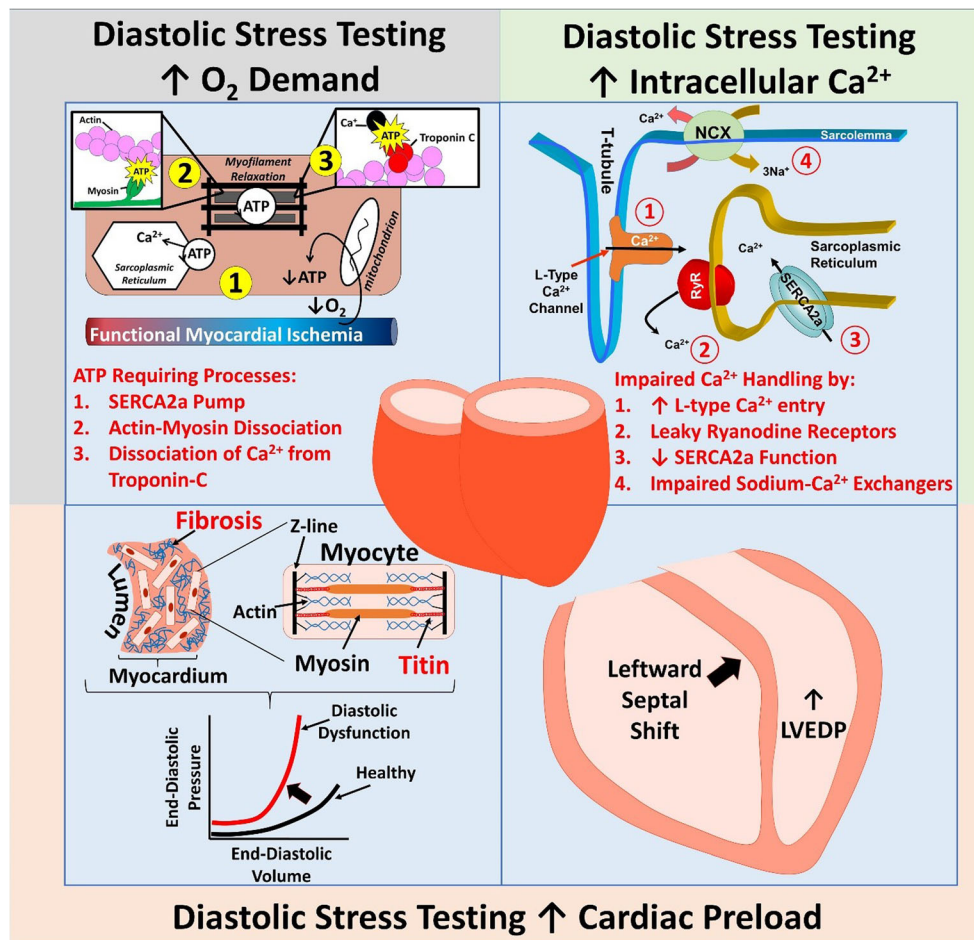 Diastolic Stress Testing
↑ O₂ Demand
Actin
ATP
Myosin
2
3
Ca⁺
ATP
Troponin C
Myofilament
Relaxation
ATP
Ca²⁺
ATP
Sarcoplasmic
Reticulum
1
↓ATP
↓O₂
mitochondrion
Functional Myocardial Ischemia
ATP Requiring Processes:
1. SERCA2a Pump
2. Actin-Myosin Dissociation
3. Dissociation of Ca²⁺ from
Troponin-C
Diastolic Stress Testing
↑ Intracellular Ca²⁺
T-tubule
Ca²⁺
NCX
Sarcolemma
4
3Na⁺
1
Ca²⁺
L-Type
Ca²⁺
Channel
RyR
Ca²⁺
2
Ca²⁺
Sarcoplasmic
Reticulum
SERCA2a
3
Impaired Ca²⁺ Handling by:
1. ↑ L-type Ca²⁺ entry
2. Leaky Ryanodine Receptors
3. ↓ SERCA2a Function
4. Impaired Sodium-Ca²⁺ Exchangers
Fibrosis
Lumen
Myocardium
Z-line
Myocyte
Actin
Myosin
Titin
End-Diastolic
Pressure
Diastolic
Dysfunction
Healthy
End-Diastolic
Volume
Leftward
Septal
Shift
↑
LVEDP
Diastolic Stress Testing ↑ Cardiac Preload